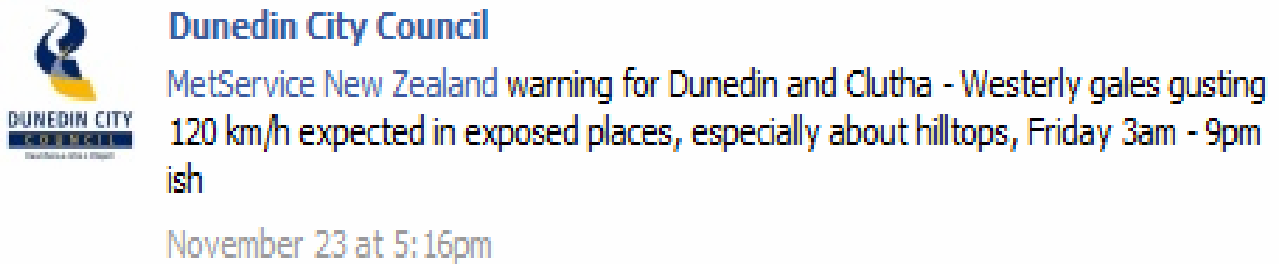 Dunedin City Council
MetService New Zealand warning for Dunedin and Clutha - Westerly gales gusting
120 km/h expected in exposed places, especially about hilltops, Friday 3am - 9pm
ish
November 23 at 5:16pm
DUNEDIN CITY
COUNCIL